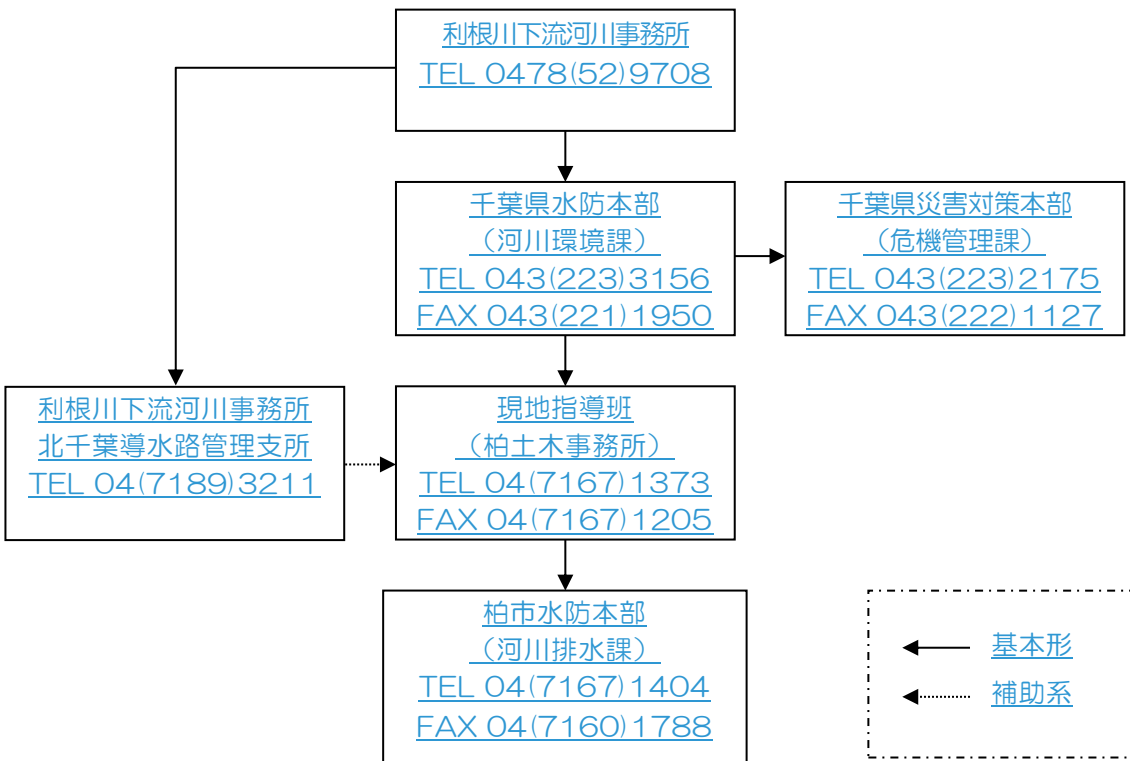 利根川下流河川事務所
TEL 0478(52)9708
千葉県水防本部
（河川環境課）
TEL 043(223)3156
FAX 043(221)1950
千葉県災害対策本部
（危機管理課）
TEL 043(223)2175
FAX 043(222)1127
利根川下流河川事務所
北千葉導水路管理支所
TEL 04(7189)3211
現地指導班
（柏土木事務所）
TEL 04(7167)1373
FAX 04(7167)1205
柏市水防本部
（河川排水課）
TEL 04(7167)1404
FAX 04(7160)1788
基本形
補助系